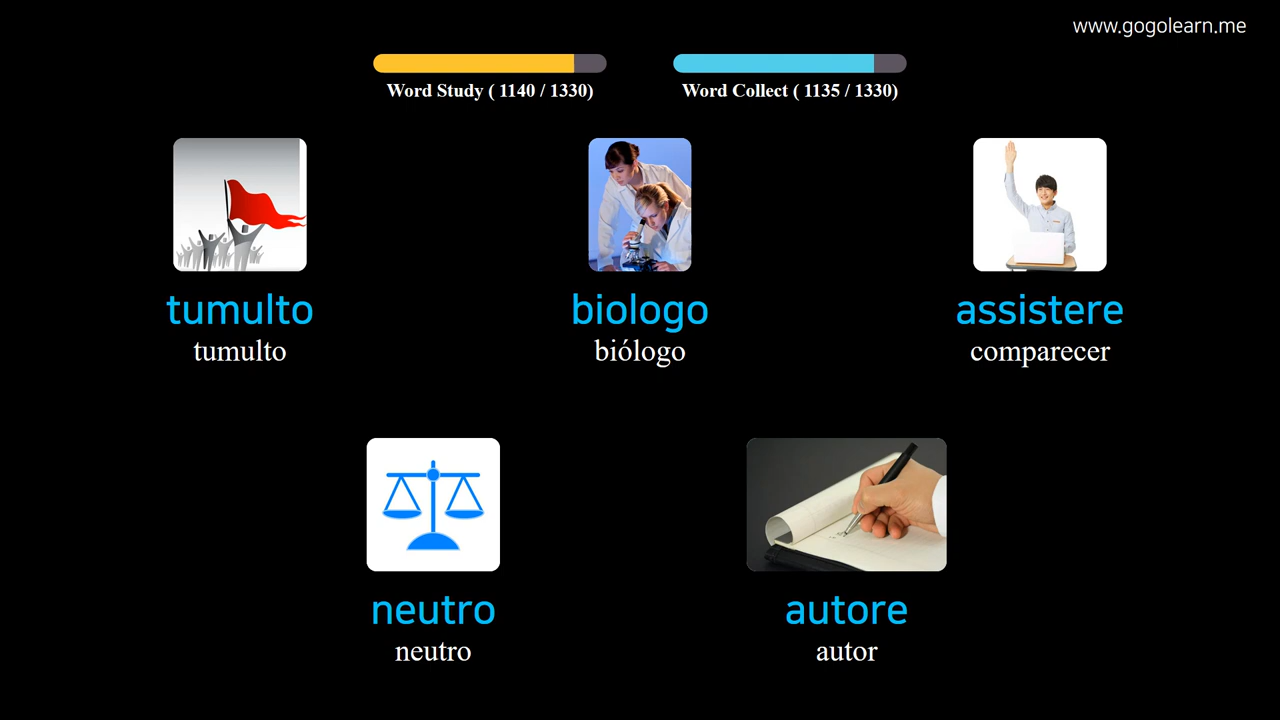 www.gogolearn.me
Word Study ( 1140 / 1330)
Word Collect ( 1135 / 1330)
tumulto
tumulto
biologo
biólogo
assistere
comparecer
neutro
neutro
autore
autor